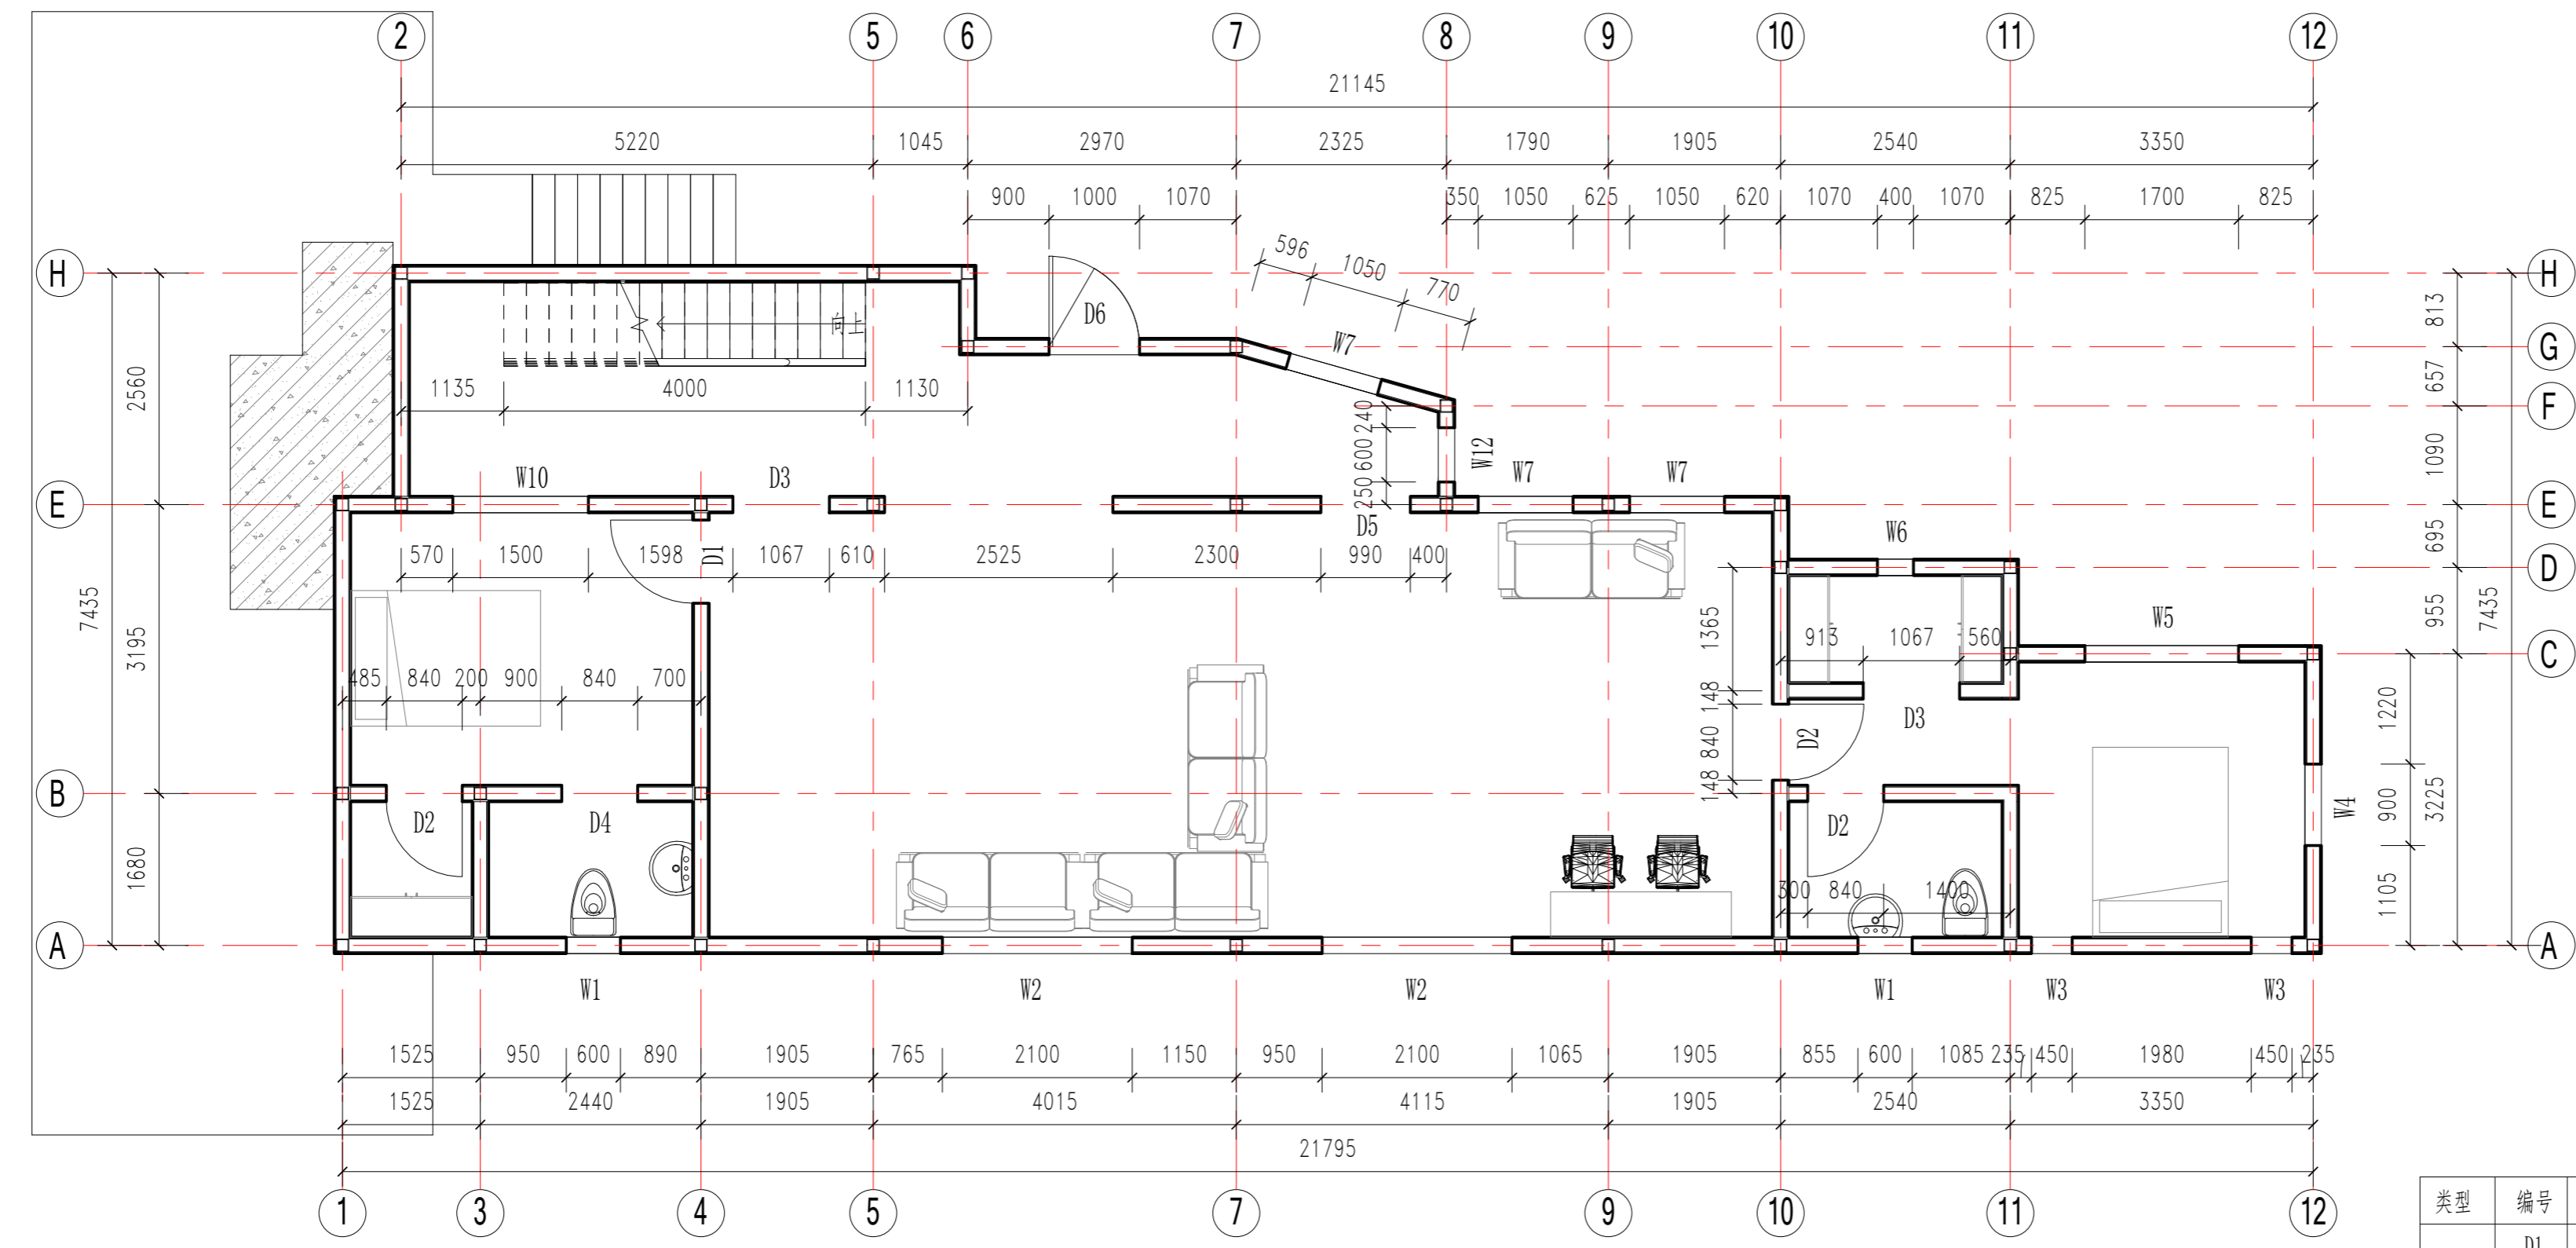 2 5 6 7 8 9 10 11 12
21145
5220 1045 2970 2325 1790 1905 2540 3350
900 1000 1070 350 1050 625 1050 620 1070 400 1070 825 1700 825
596 1050 770
H H
D6
向上
813
G
W7
657
2560
1135 4000 1130
240
F
600
W12
1090
W10 D3 W7 W7
250
E E
D5 W6
695
570 1500 1598 D1 1067 610 2525 2300 990 400
D
7435 3195
1365
W5
955 7435
913 1067 560
C
485 840 200 900 840 700
148
D3
1220
840
D2
148
B
D2 D4 D2
900
W4
3225
1680
300 840 1400
1105
A A
W1 W2 W2 W1 W3 W3
1525 950 600 890 1905 765 2100 1150 950 2100 1065 1905 855 600 1085 235 450 1980 450 235
1525 2440 1905 4015 4115 1905 2540 3350
21795
1 3 4 5 7 9 10 11 12
类型 编号
D1